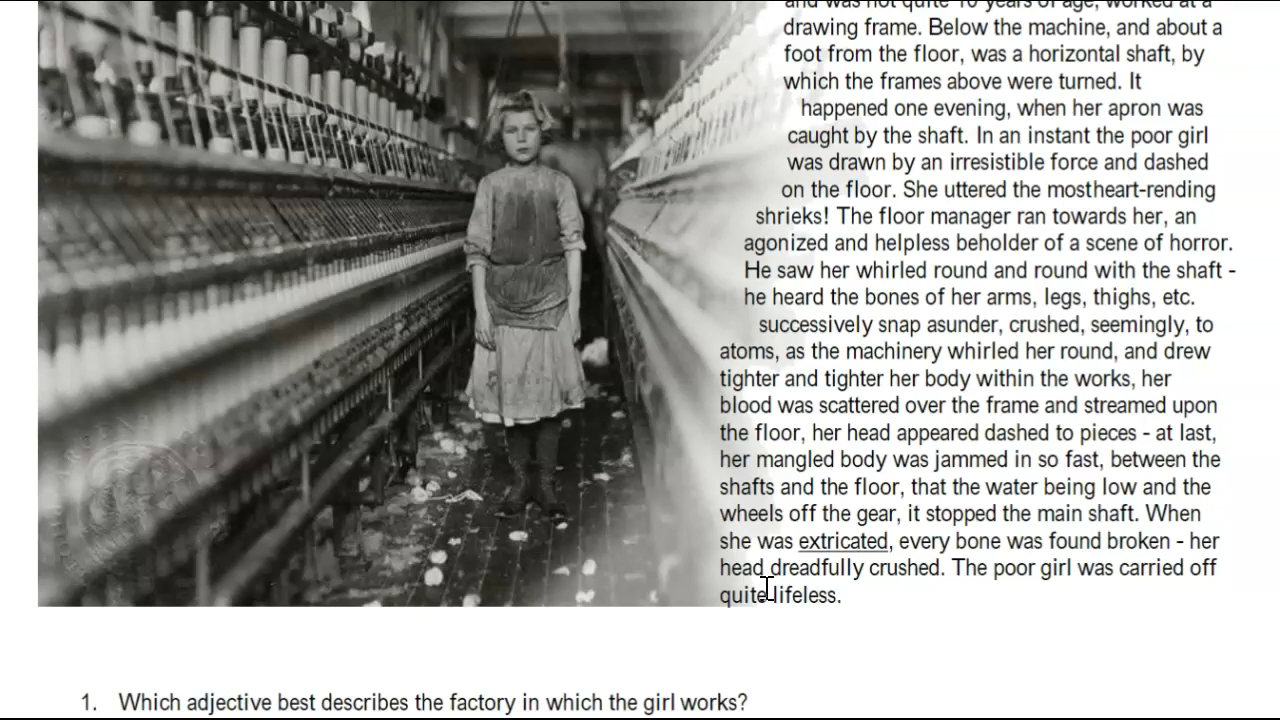 and was not quite 10 years of age, worked at a
drawing frame. Below the machine, and about a
foot from the floor, was a horizontal shaft, by
which the frames above were turned. It
happened one evening, when her apron was
caught by the shaft. In an instant the poor girl
was drawn by an irresistible force and dashed
on the floor. She uttered the mostheart-rending
shrieks! The floor manager ran towards her, an
agonized and helpless beholder of a scene of horror.
He saw her whirled round and round with the shaft -
he heard the bones of her arms, legs, thighs, etc.
successively snap asunder, crushed, seemingly, to
atoms, as the machinery whirled her round, and drew
tighter and tighter her body within the works, her
blood was scattered over the frame and streamed upon
the floor, her head appeared dashed to pieces - at last,
her mangled body was jammed in so fast, between the
shafts and the floor, that the water being low and the
wheels off the gear, it stopped the main shaft. When
she was extricated, every bone was found broken - her
head dreadfully crushed. The poor girl was carried off
quite lifeless.
1. Which adjective best describes the factory in which the girl works?